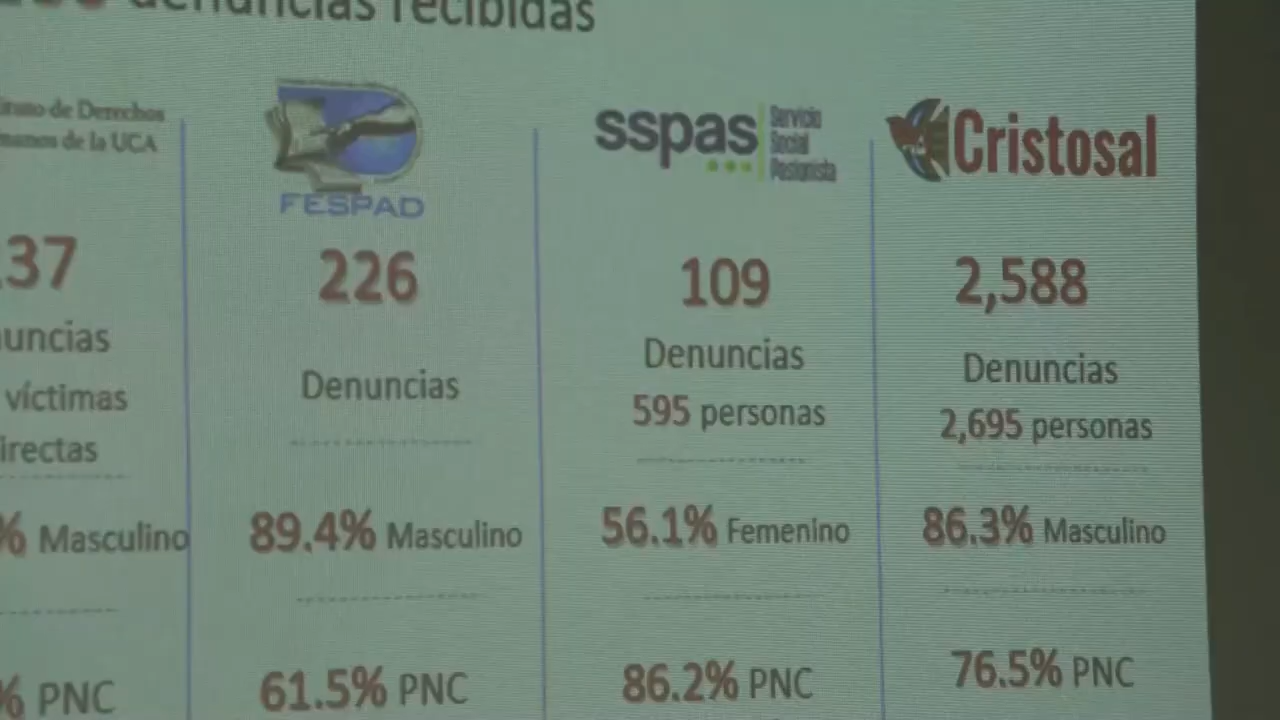 denuncias recibidas
de Derechos
de la UCA
37
víctimas
% Masculino
% PNC
FESPAD
226
Denuncias
89.4% Masculino
61.5% PNC
sspas
Servicio
Social
Pasionista
109
Denuncias
595 personas
56.1% Femenino
86.2% PNC
Cristosal
2,588
Denuncias
2,695 personas
86.3% Masculino
76.5% PNC